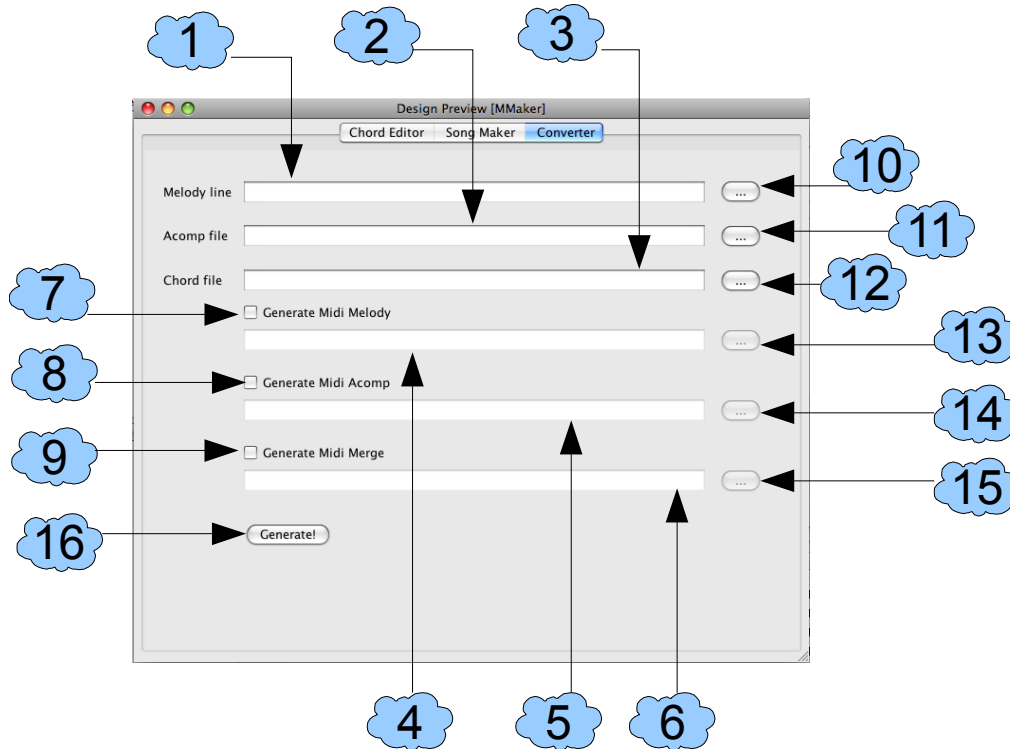 1 2 3
Design Preview [MMaker]
Chord Editor Song Maker Converter
10
Melody line ...
11
Acomp file ...
12
Chord file ...
7
Generate Midi Melody
13
...
8
Generate Midi Acomp
14
...
9
Generate Midi Merge
15
...
16
Generate!
4 5 6